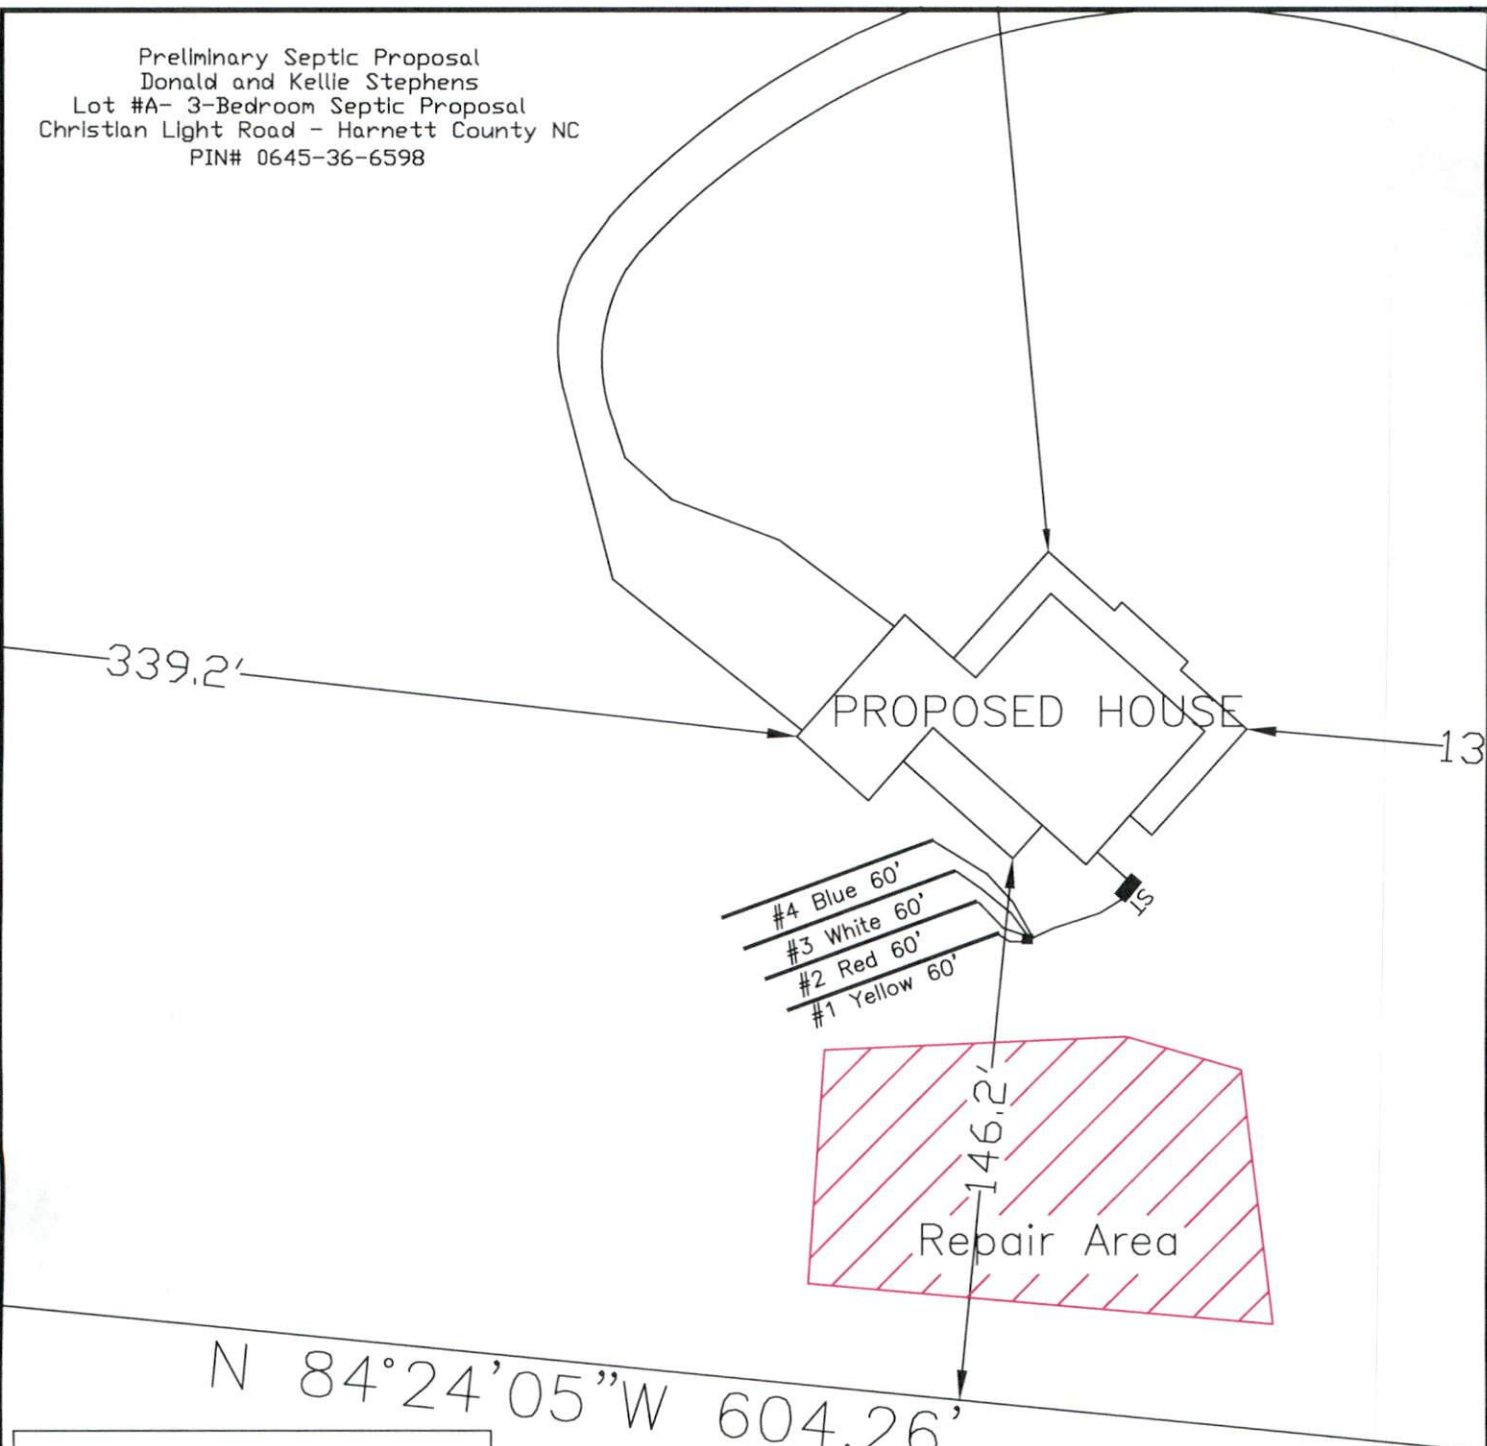 Preliminary Septic Proposal
Donald and Kellie Stephens
Lot #A- 3-Bedroom Septic Proposal
Christian Light Road - Harnett County NC
PIN# 0645-36-6598
339.2'
PROPOSED HOUSE
13
#4 Blue 60'
#3 White 60'
#2 Red 60'
#1 Yellow 60'
ST
146.2'
Repair Area
N 84°24'05"W 604.26'